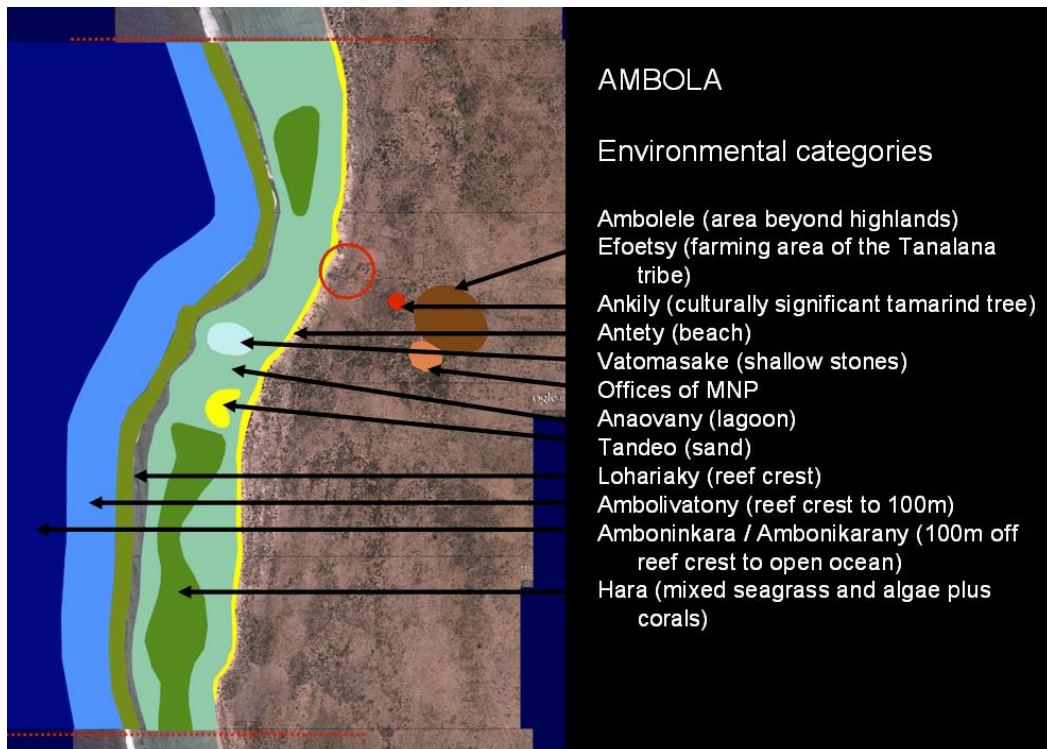 AMBOLA
Environmental categories
Ambolele (area beyond highlands)
Efoetsy (farming area of the Tanalana
tribe)
Ankily (culturally significant tamarind tree)
Antety (beach)
Vatomasake (shallow stones)
Offices of MNP
Anaovany (lagoon)
Tandeo (sand)
Lohariaky (reef crest)
Ambolivatony (reef crest to 100m)
Amboninkara / Ambonikarany (100m off
reef crest to open ocean)
Hara (mixed seagrass and algae plus
corals)
ogle